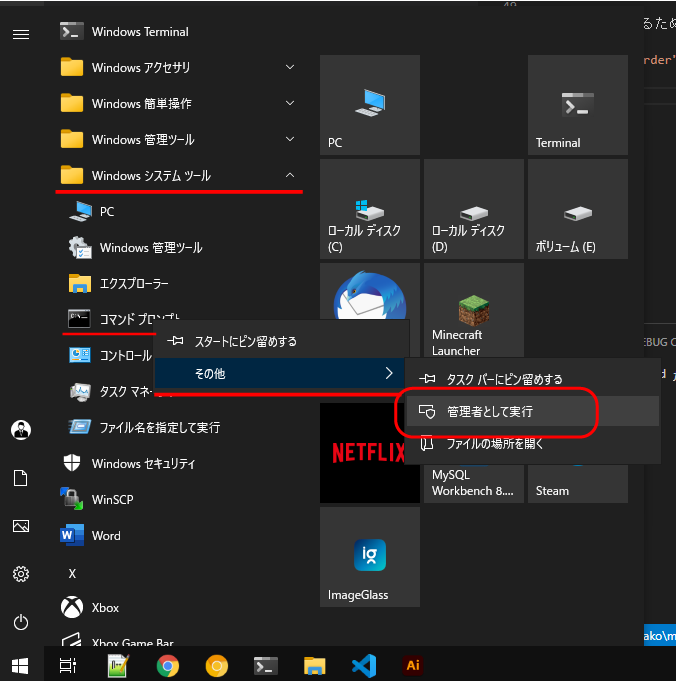 Windows Terminal
Windows アクセサリ
Windows 簡単操作
Windows 管理ツール
Windows システム ツール
PC
Windows 管理ツール
エクスプローラー
コマンド プロンプト
コントロール
タスク マネー
ファイル名を指定して実行
Windows セキュリティ
WinSCP
Word
X
Xbox
Xbox Game Bar
スタートにピン留めする
その他
タスク バーにピン留めする
管理者として実行
ファイルの場所を開く
PC
Terminal
ローカル ディスク
(C)
ローカル ディスク
(D)
ボリューム (E)
Minecraft
Launcher
NETFLIX
MySQL
Workbench 8....
Steam
ig
ImageGlass
るため
rder"
EBUG C
ako\m
W
Ai